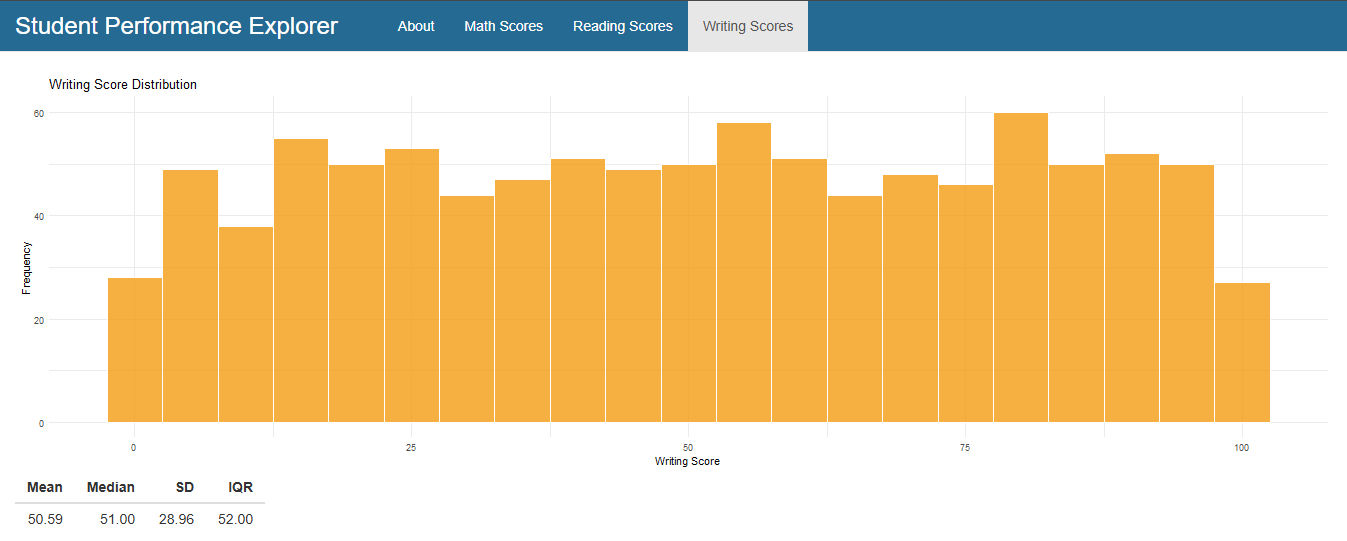 Student Performance Explorer About Math Scores Reading Scores Writing Scores
Writing Score Distribution
60
40
20
0
Frequency
0 25 50 75 100
Writing Score
Mean Median SD IQR
50.59 51.00 28.96 52.00